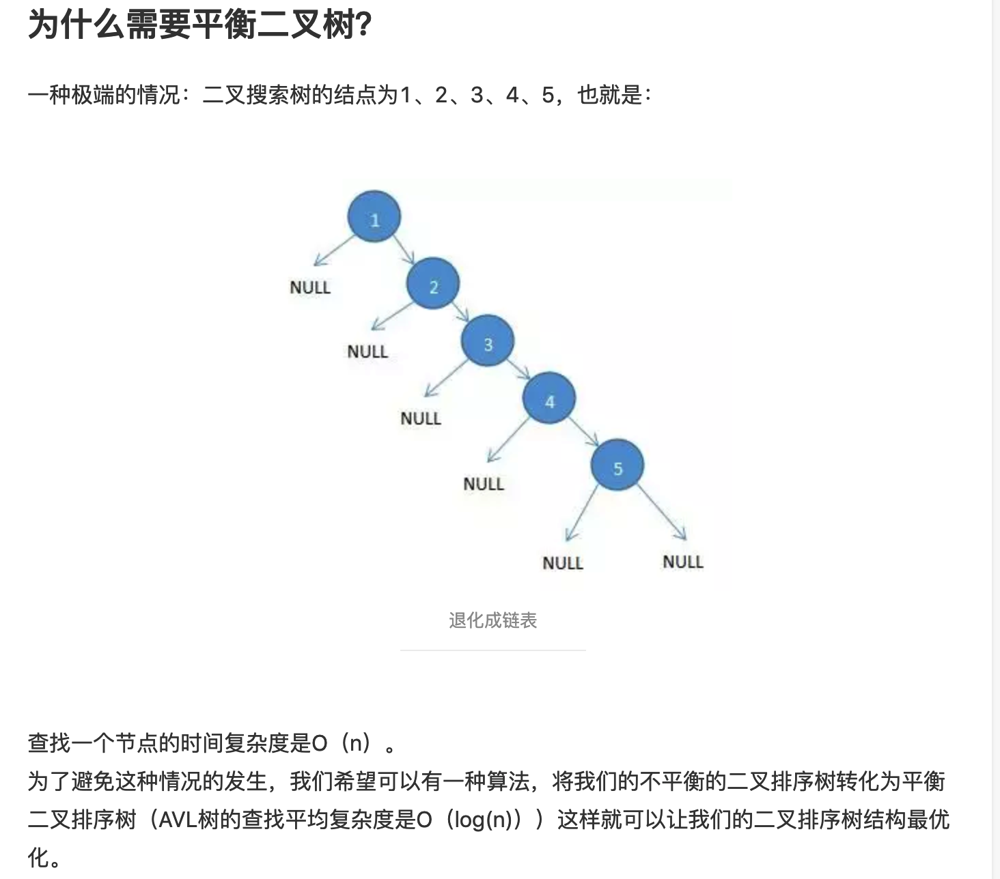 为什么需要平衡二叉树?
一种极端的情况：二叉搜索树的结点为1、2、3、4、5，也就是：
1
NULL
2
NULL
3
NULL
4
NULL
5
NULL
NULL
退化成链表
查找一个节点的时间复杂度是O（n）。
为了避免这种情况的发生，我们希望可以有一种算法，将我们的不平衡的二叉排序树转化为平衡
二叉排序树（AVL树的查找平均复杂度是O（log(n)））这样就可以让我们的二叉排序树结构最优
化。